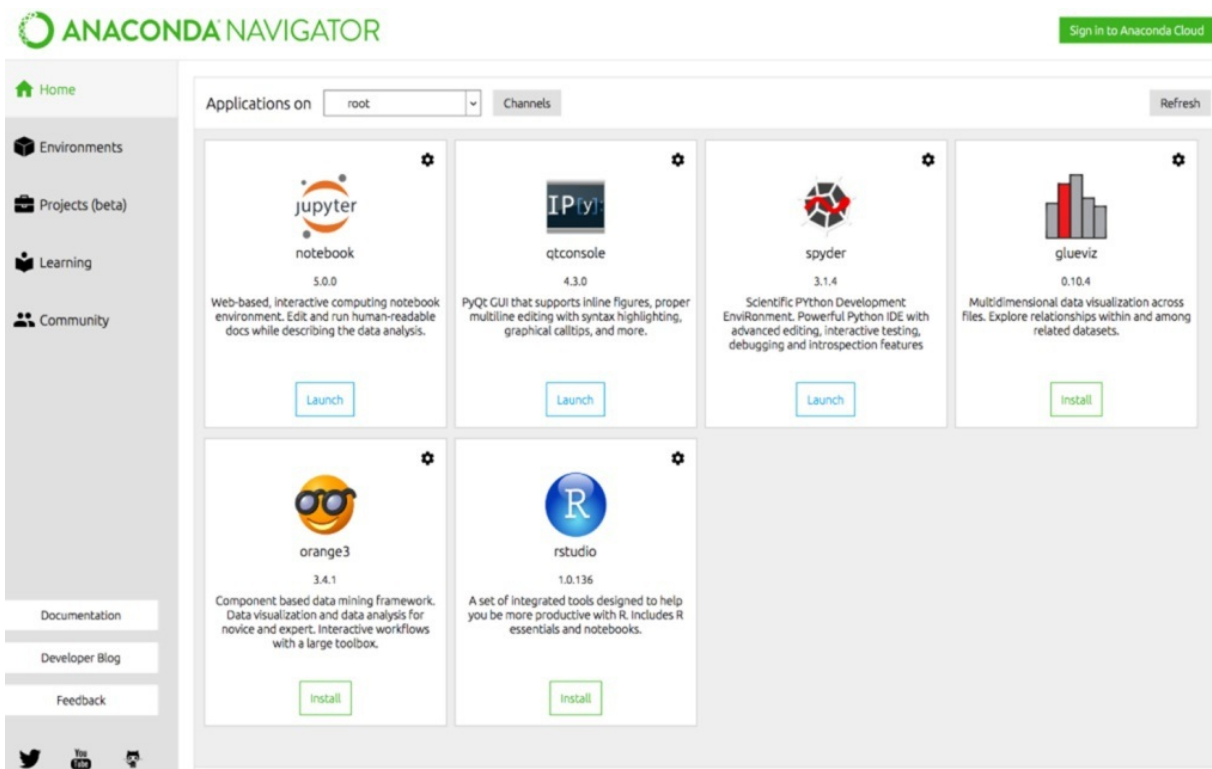 ANACONDA NAVIGATOR
Sign in to Anaconda Cloud
Home
Environments
Projects (beta)
Learning
Community
Documentation
Developer Blog
Feedback
You
Tube
Applications on
root
Channels
Refresh
jupyter
notebook
5.0.0
Web-based, interactive computing notebook
environment. Edit and run human-readable
docs while describing the data analysis.
Launch
IP[y]:
qtconsole
4.3.0
PyQt GUI that supports inline figures, proper
multiline editing with syntax highlighting,
graphical calltips, and more.
Launch
spyder
3.1.4
Scientific PYthon Development
EnviRonment. Powerful Python IDE with
advanced editing, interactive testing,
debugging and introspection features
Launch
glueviz
0.10.4
Multidimensional data visualization across
files. Explore relationships within and among
related datasets.
Install
orange3
3.4.1
Component based data mining framework.
Data visualization and data analysis for
novice and expert. Interactive workflows
with a large toolbox.
Install
R
rstudio
1.0.136
A set of integrated tools designed to help
you be more productive with R. Includes R
essentials and notebooks.
Install